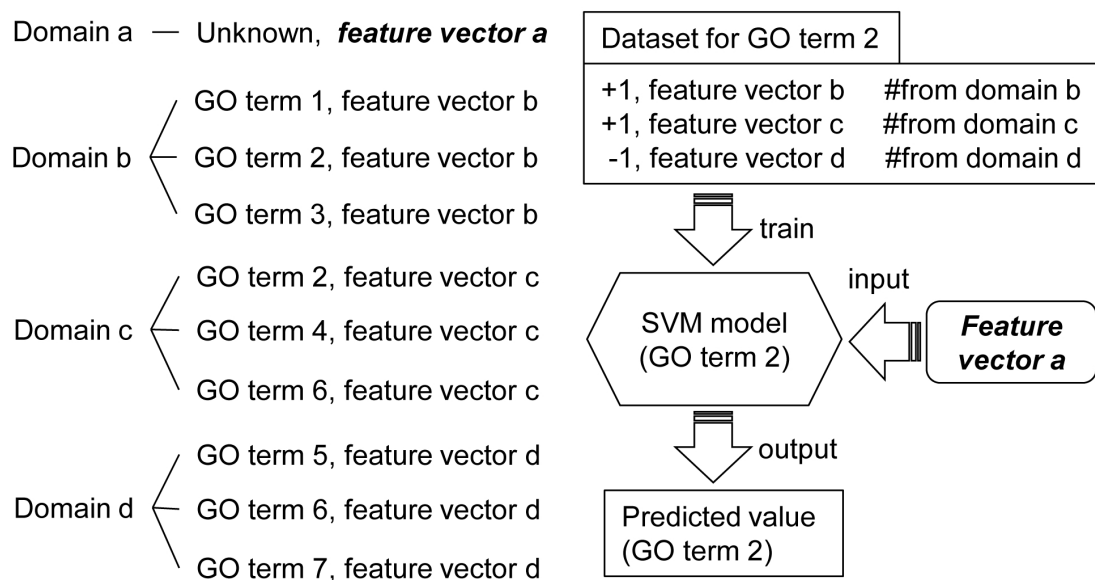 Domain a — Unknown, feature vector a
Domain b
GO term 1, feature vector b
GO term 2, feature vector b
GO term 3, feature vector b
Domain c
GO term 2, feature vector c
GO term 4, feature vector c
GO term 6, feature vector c
Domain d
GO term 5, feature vector d
GO term 6, feature vector d
GO term 7, feature vector d
Dataset for GO term 2
+1, feature vector b #from domain b
+1, feature vector c #from domain c
-1, feature vector d #from domain d
train
input
SVM model
(GO term 2)
Feature
vector a
output
Predicted value
(GO term 2)